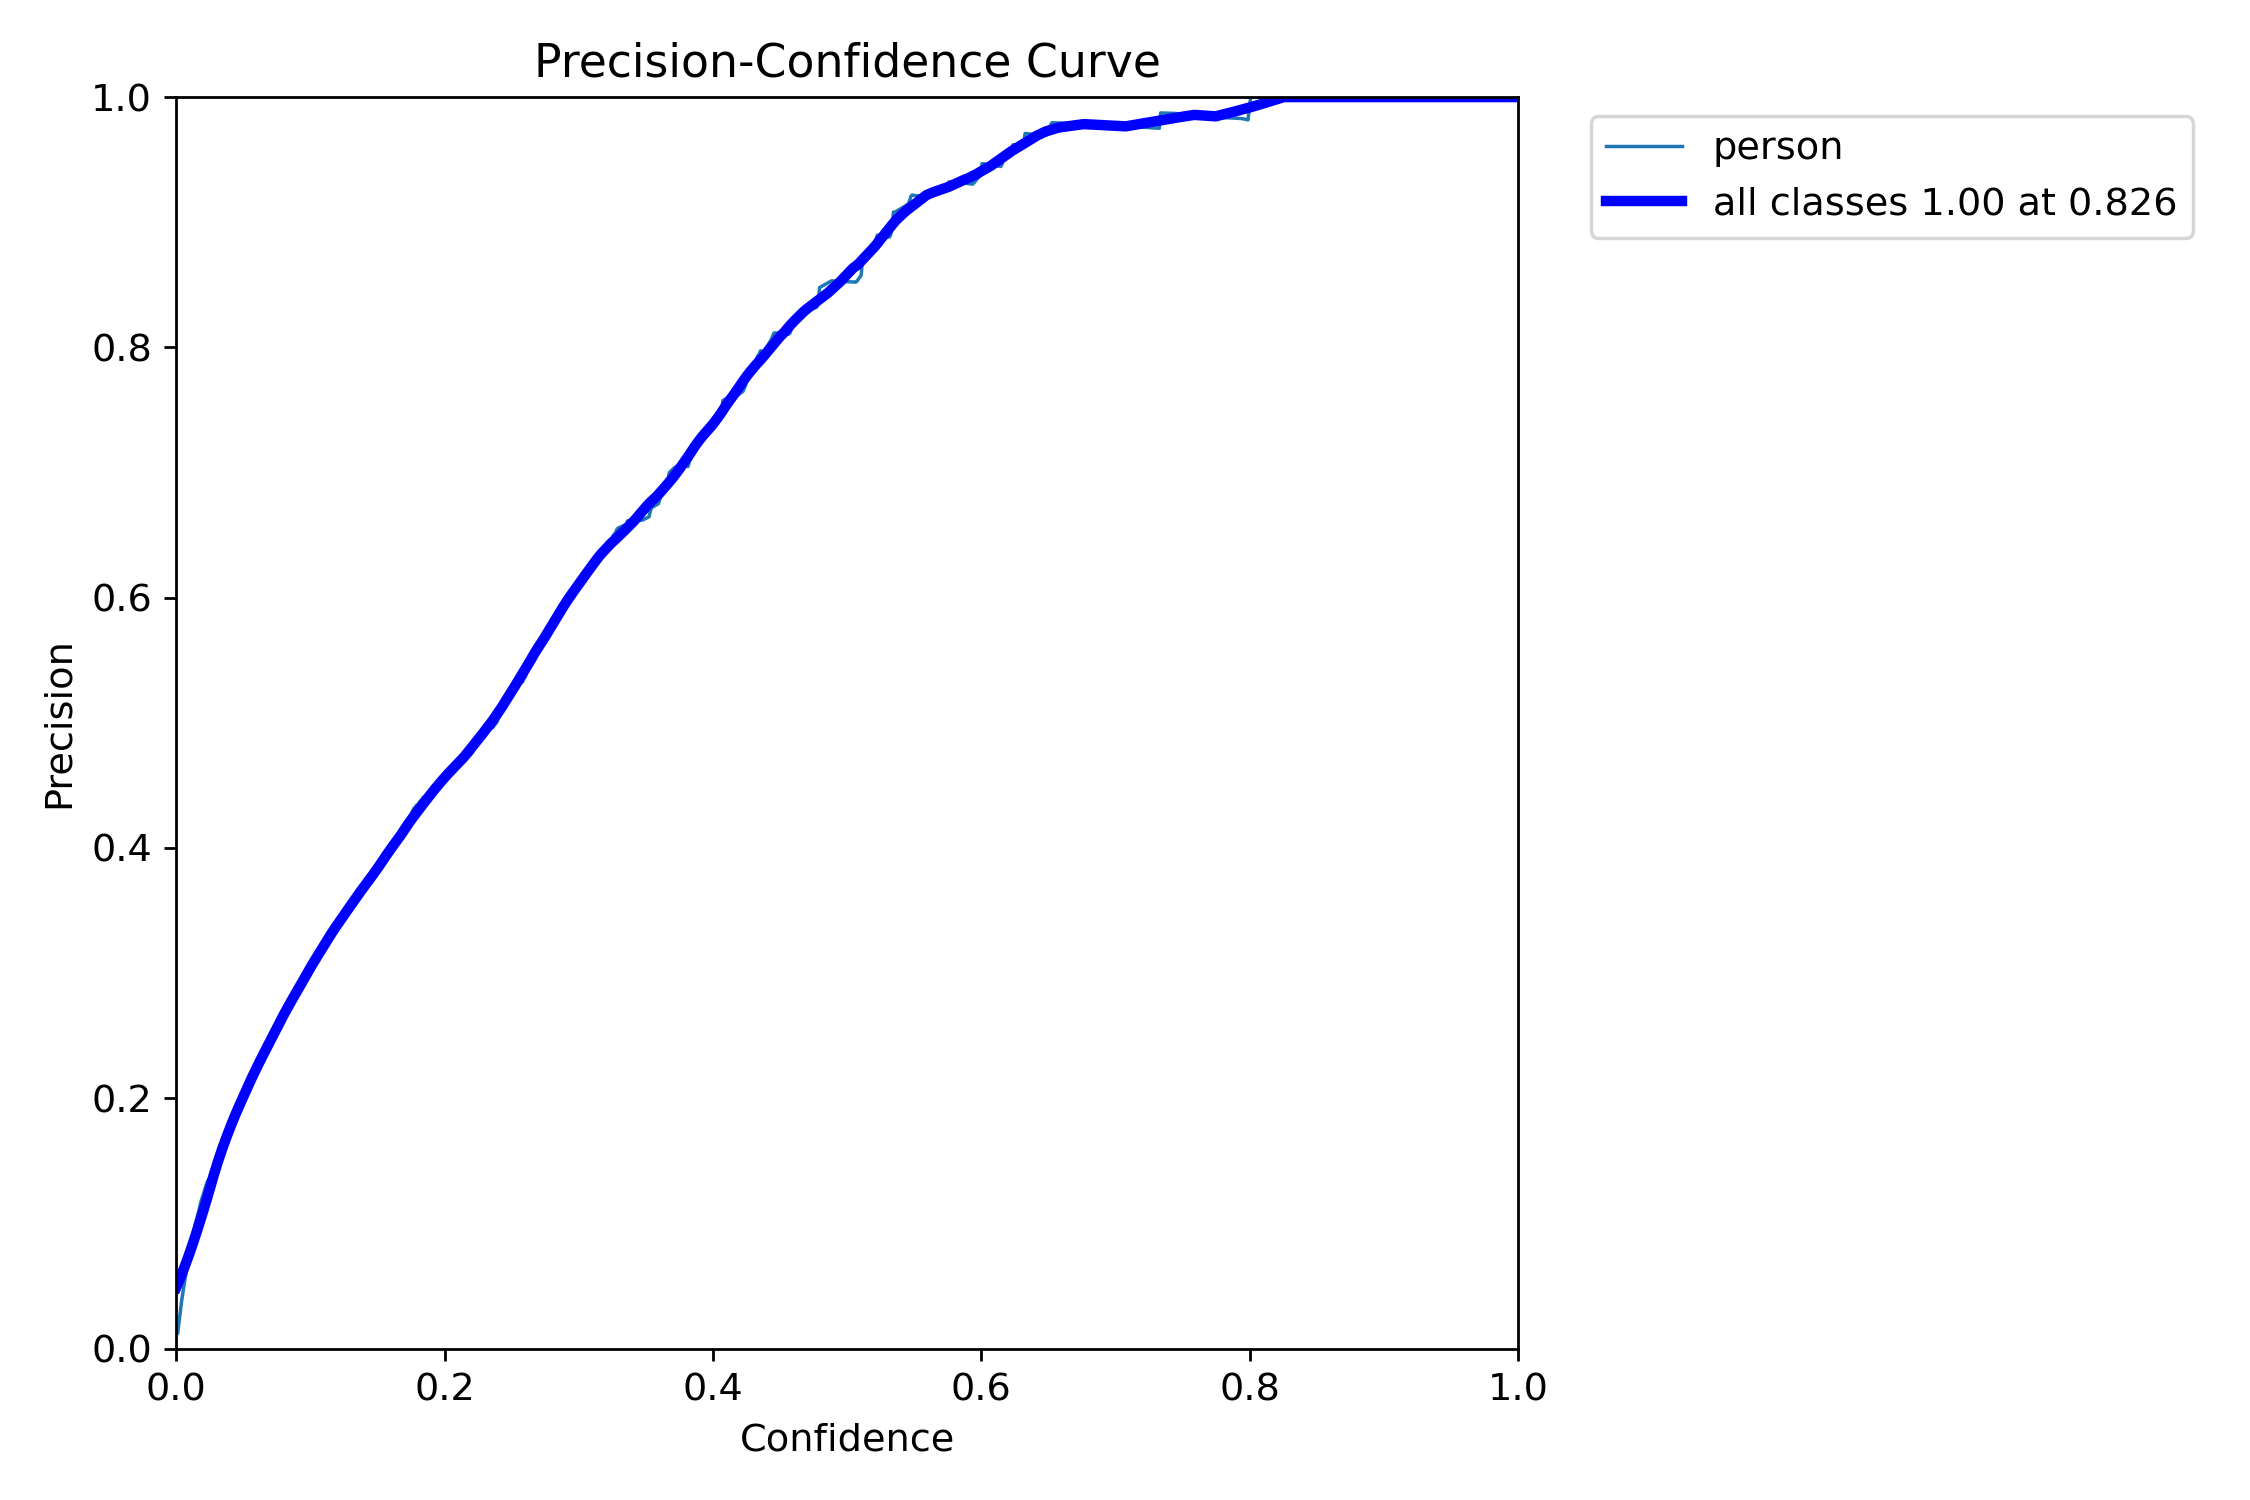 Precision-Confidence Curve
person
all classes 1.00 at 0.826
1.0
0.8
0.6
0.4
0.2
0.0
Precision
0.0 0.2 0.4 0.6 0.8 1.0
Confidence